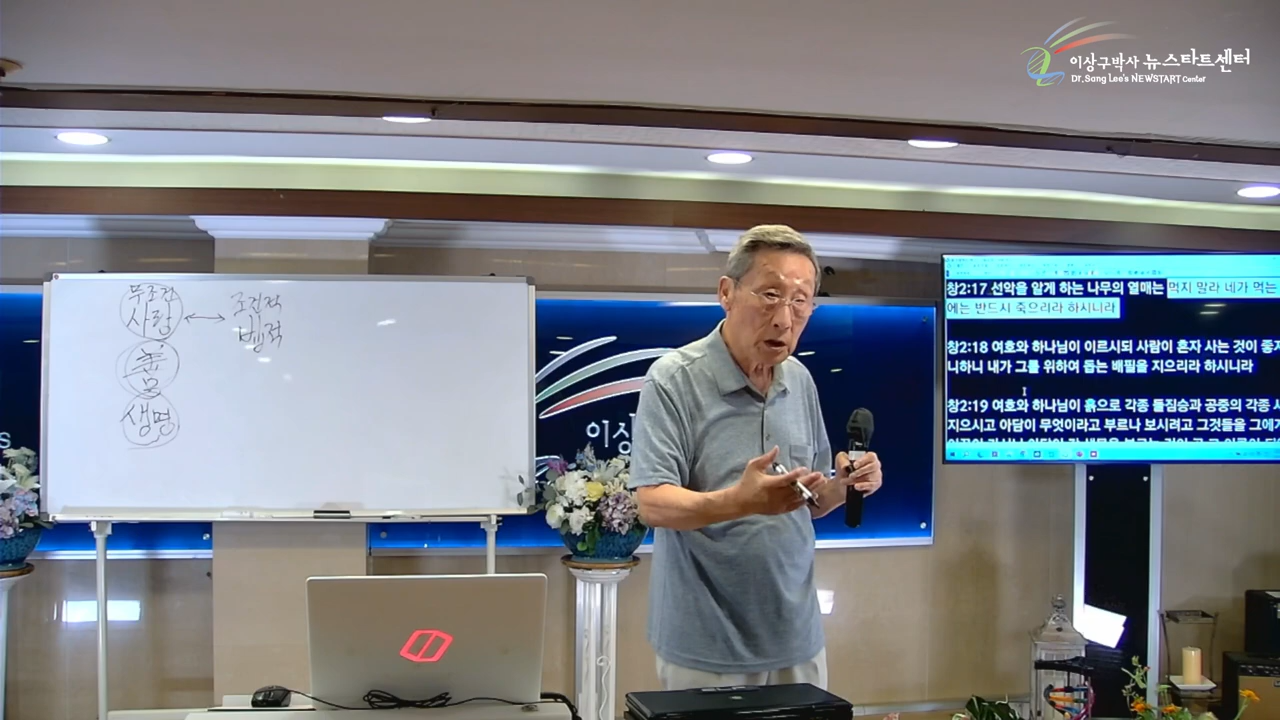 이상구박사 뉴스타트센터
Dr. Sang Lee's NEWSTART Center
무조건
사랑 ↔ 조건적
생명
이상
창2:17 선악을 알게 하는 나무의 열매는 먹지 말라 네가 먹는
에는 반드시 죽으리라 하시니라
창2:18 여호와 하나님이 이르시되 사람이 혼자 사는 것이 좋지
니하니 내가 그를 위하여 돕는 배필을 지으리라 하시니라
창2:19 여호와 하나님이 흙으로 각종 들짐승과 공중의 각종 새
지으시고 아담이 무엇이라고 부르나 보시려고 그것들을 그에게